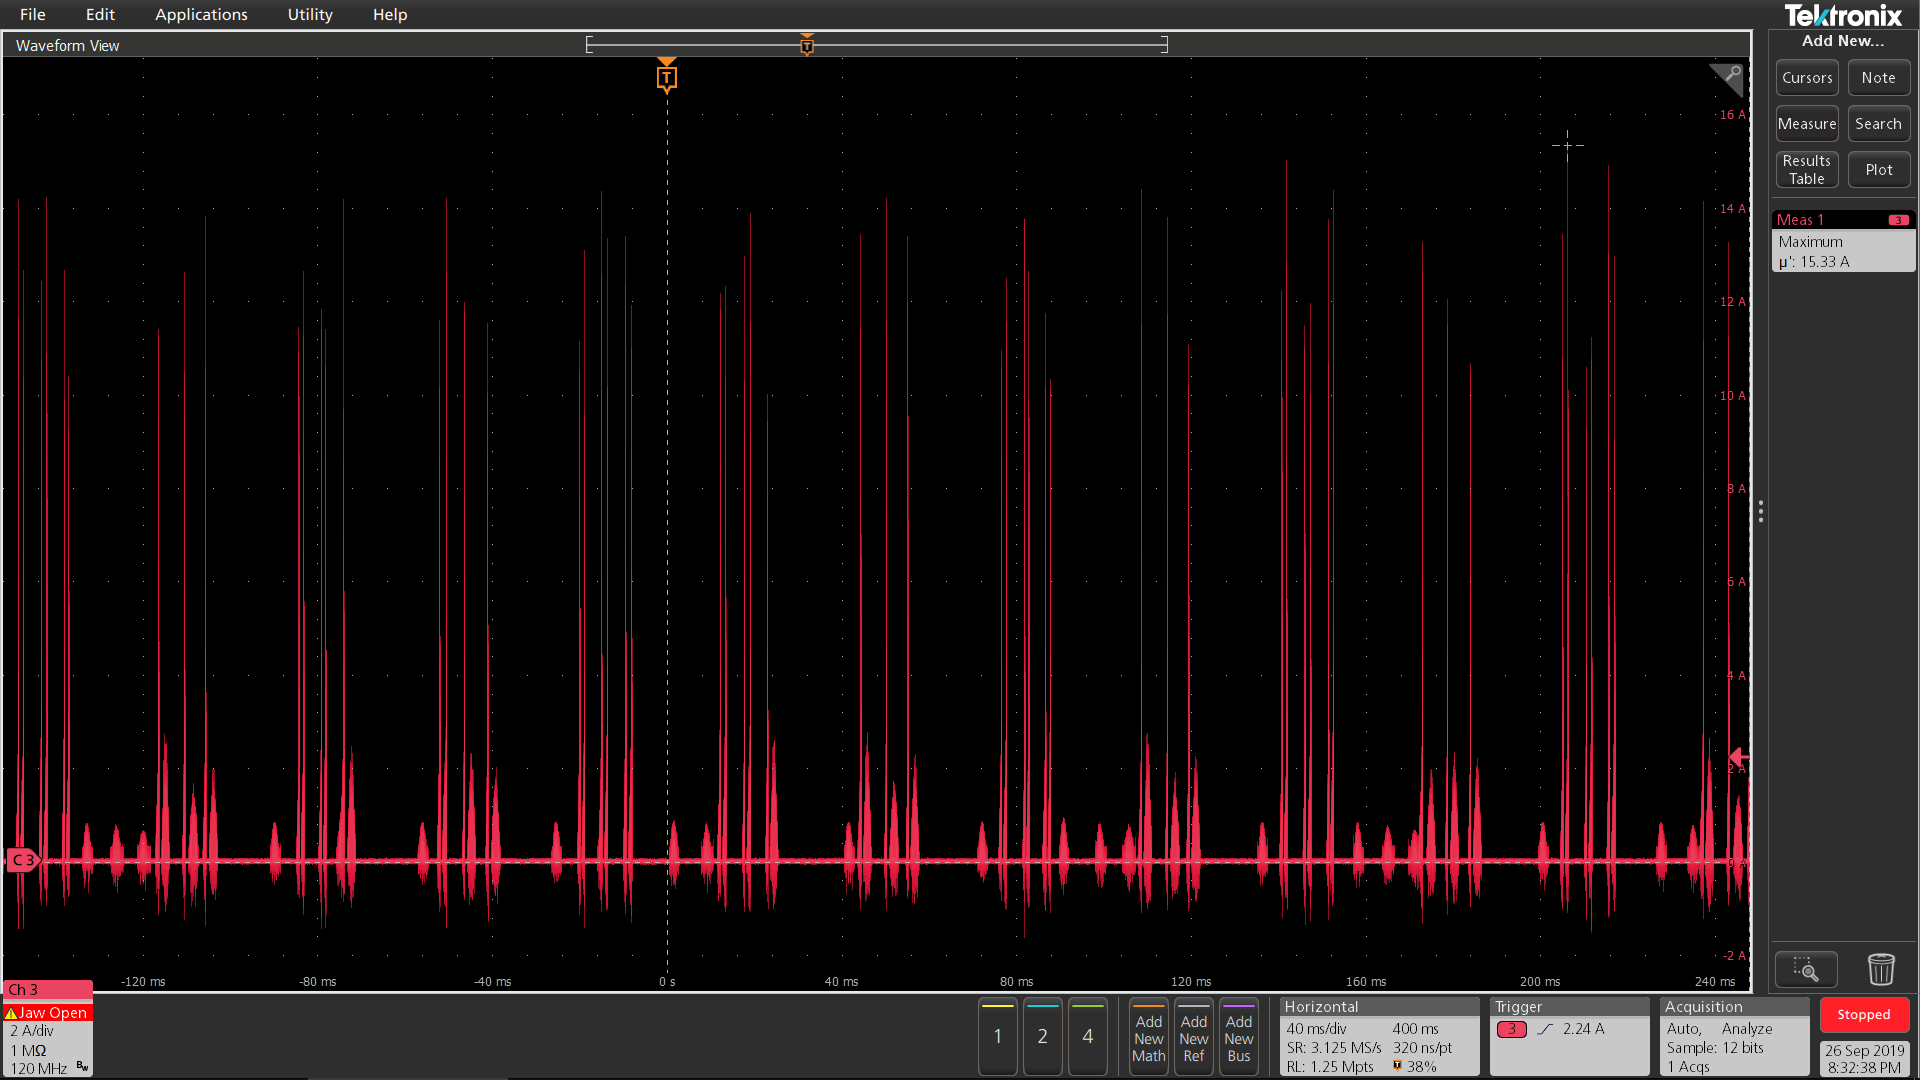 File Edit Applications Utility Help
Tektronix
Waveform View
T
T
Add New...
Cursors Note
Measure Search
Results Table Plot
Meas 1 3
Maximum
µ': 15.33 A
16 A
14 A
12 A
10 A
8 A
6 A
4 A
2 A
0 A
-2 A
C 3
-120 ms -80 ms -40 ms 0 s 40 ms 80 ms 120 ms 160 ms 200 ms 240 ms
Ch 3
Jaw Open
2 A/div
1 MΩ
120 MHz Bw
1 2 4
Add New Math
Add New Ref
Add New Bus
Horizontal
40 ms/div 400 ms
SR: 3.125 MS/s 320 ns/pt
RL: 1.25 Mpts T 38%
Trigger
3 2.24 A
Acquisition
Auto, Analyze
Sample: 12 bits
1 Acqs
Stopped
26 Sep 2019
8:32:38 PM